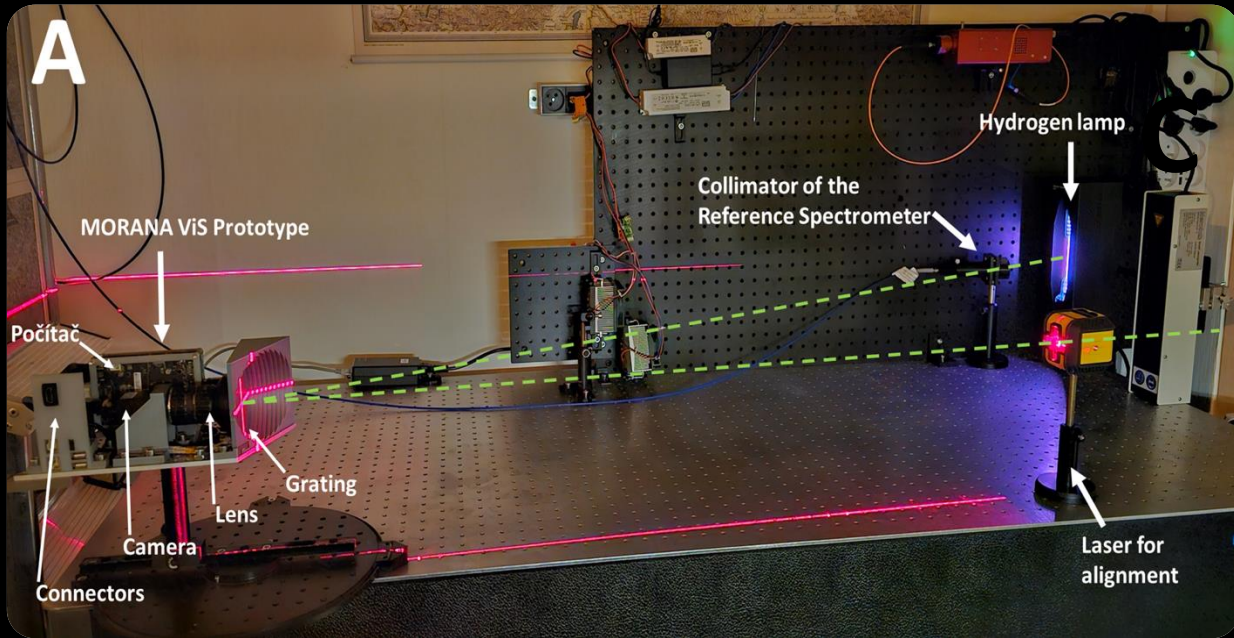 A
Hydrogen lamp
C
Collimator of the
Reference Spectrometer
MORANA ViS Prototype
Počítač
Grating
Lens
Camera
Connectors
Laser for
alignment